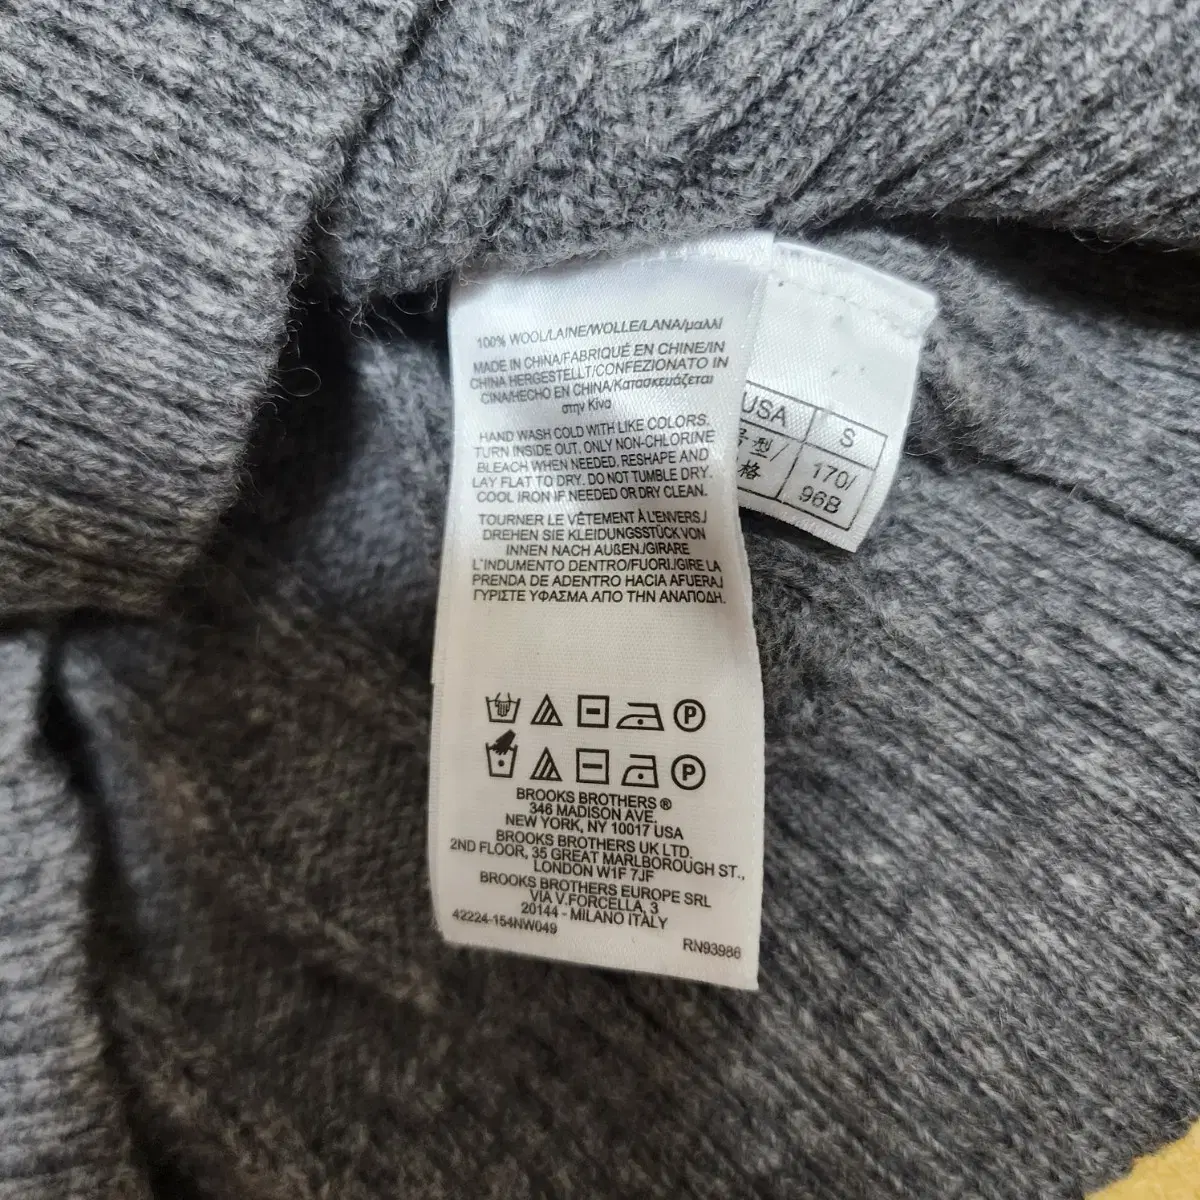 100% WOOL/LAINE/WOLLE/LANA/μαλλί
MADE IN CHINA/FABRIQUÉ EN CHINE/IN
CHINA HERGESTELLT/CONFEZIONATO IN
CINA/HECHO EN CHINA/Κατασκευάζεται
στην Κίνα
HAND WASH COLD WITH LIKE COLORS.
TURN INSIDE OUT. ONLY NON-CHLORINE
BLEACH WHEN NEEDED. RESHAPE AND
LAY FLAT TO DRY. DO NOT TUMBLE DRY.
COOL IRON IF NEEDED OR DRY CLEAN.
TOURNER LE VÊTEMENT À L'ENVERS./
DREHEN SIE KLEIDUNGSSTÜCK VON
INNEN NACH AUßEN./GIRARE
L'INDUMENTO DENTRO/FUORI./GIRE LA
PRENDA DE ADENTRO HACIA AFUERA./
ΓΥΡΙΣΤΕ ΥΦΑΣΜΑ ΑΠΟ ΤΗΝ ΑΝΑΠΟΔΗ.
P
P
BROOKS BROTHERS ®
346 MADISON AVE.
NEW YORK, NY 10017 USA
BROOKS BROTHERS UK LTD.
2ND FLOOR, 35 GREAT MARLBOROUGH ST.,
LONDON W1F 7JF
BROOKS BROTHERS EUROPE SRL
VIA V.FORCELLA, 3
20144 - MILANO ITALY
42224-154NW049
RN93986
USA S
型/
格
170/
96B